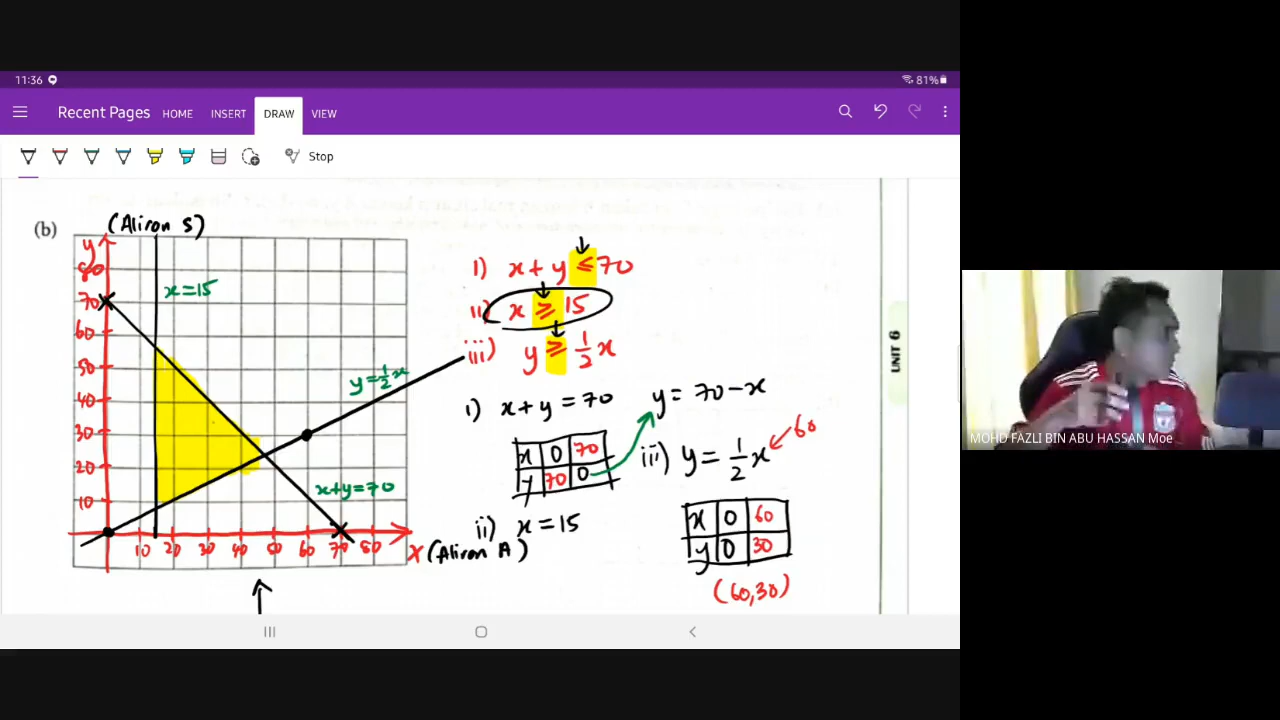 11:36
81%
Recent Pages HOME INSERT DRAW VIEW
Stop
(b)
(Aliran S)
y
80
70
60
50
40
30
20
10
x=15
y=½x
x+y=70
10 20 30 40 50 60 70 80
x (Aliran A)
i) x+y ≤ 70
ii) x ≥ 15
iii) y ≥ ½x
i) x+y = 70
y = 70-x
x 0 70
y 70 0
ii) x = 15
iii) y = ½x
60
x 0 60
y 0 30
(60,30)
UNIT 6
MOHD FAZLI BIN ABU HASSAN Moe